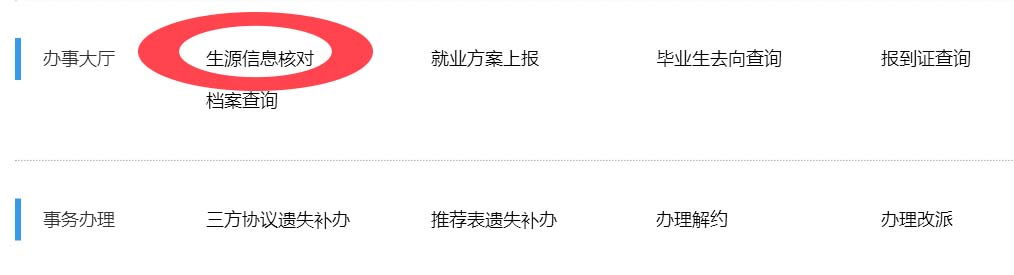 办事大厅 生源信息核对 就业方案上报 毕业生去向查询 报到证查询
档案查询
事务办理 三方协议遗失补办 推荐表遗失补办 办理解约 办理改派